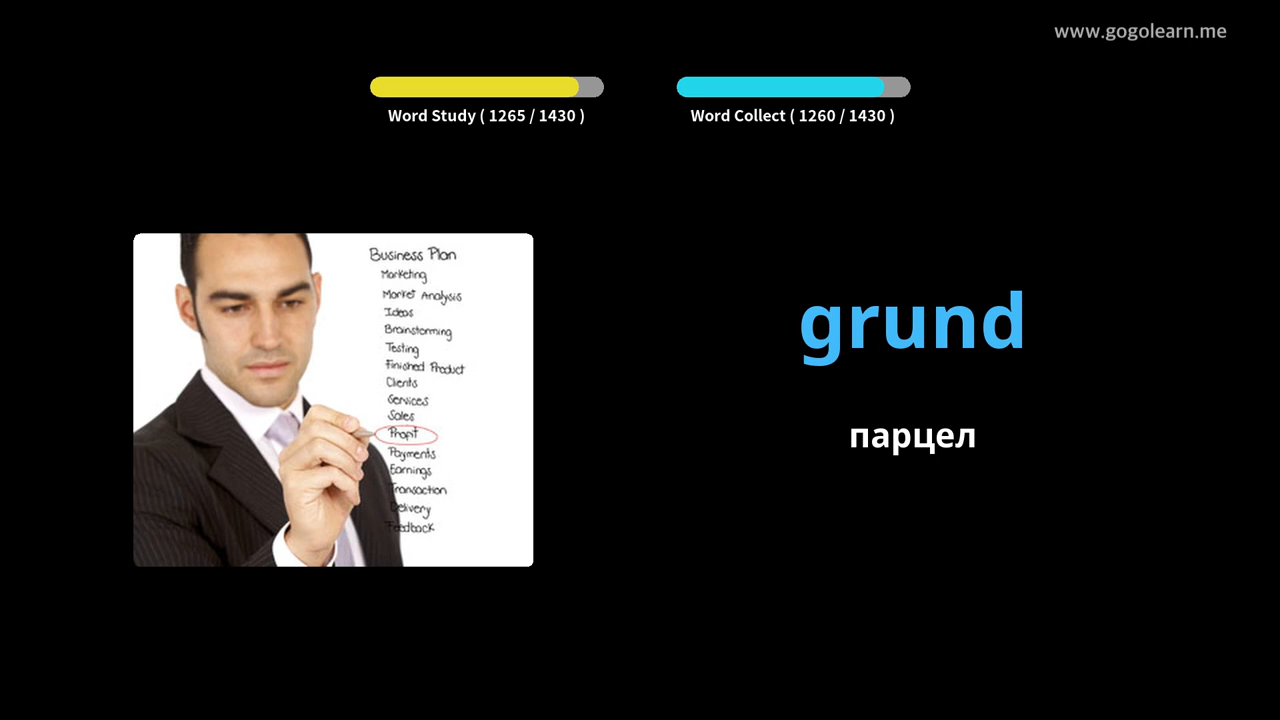 www.gogolearn.me
Word Study ( 1265 / 1430 )
Word Collect ( 1260 / 1430 )
Business Plan
Marketing
Market Analysis
Ideas
Brainstorming
Testing
Finished Product
Clients
Services
Sales
Profit
Payments
Earnings
Transaction
Delivery
Feedback
grund
парцел